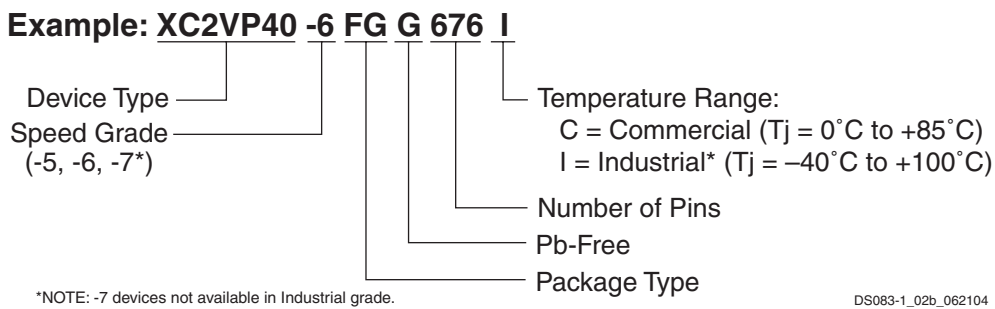 Example: XC2VP40 -6 FG G 676 I
Device Type
Speed Grade
(-5, -6, -7*)
Temperature Range:
C = Commercial (Tj = 0˚C to +85˚C)
I = Industrial* (Tj = –40˚C to +100˚C)
Number of Pins
Pb-Free
Package Type
*NOTE: -7 devices not available in Industrial grade.
DS083-1_02b_062104